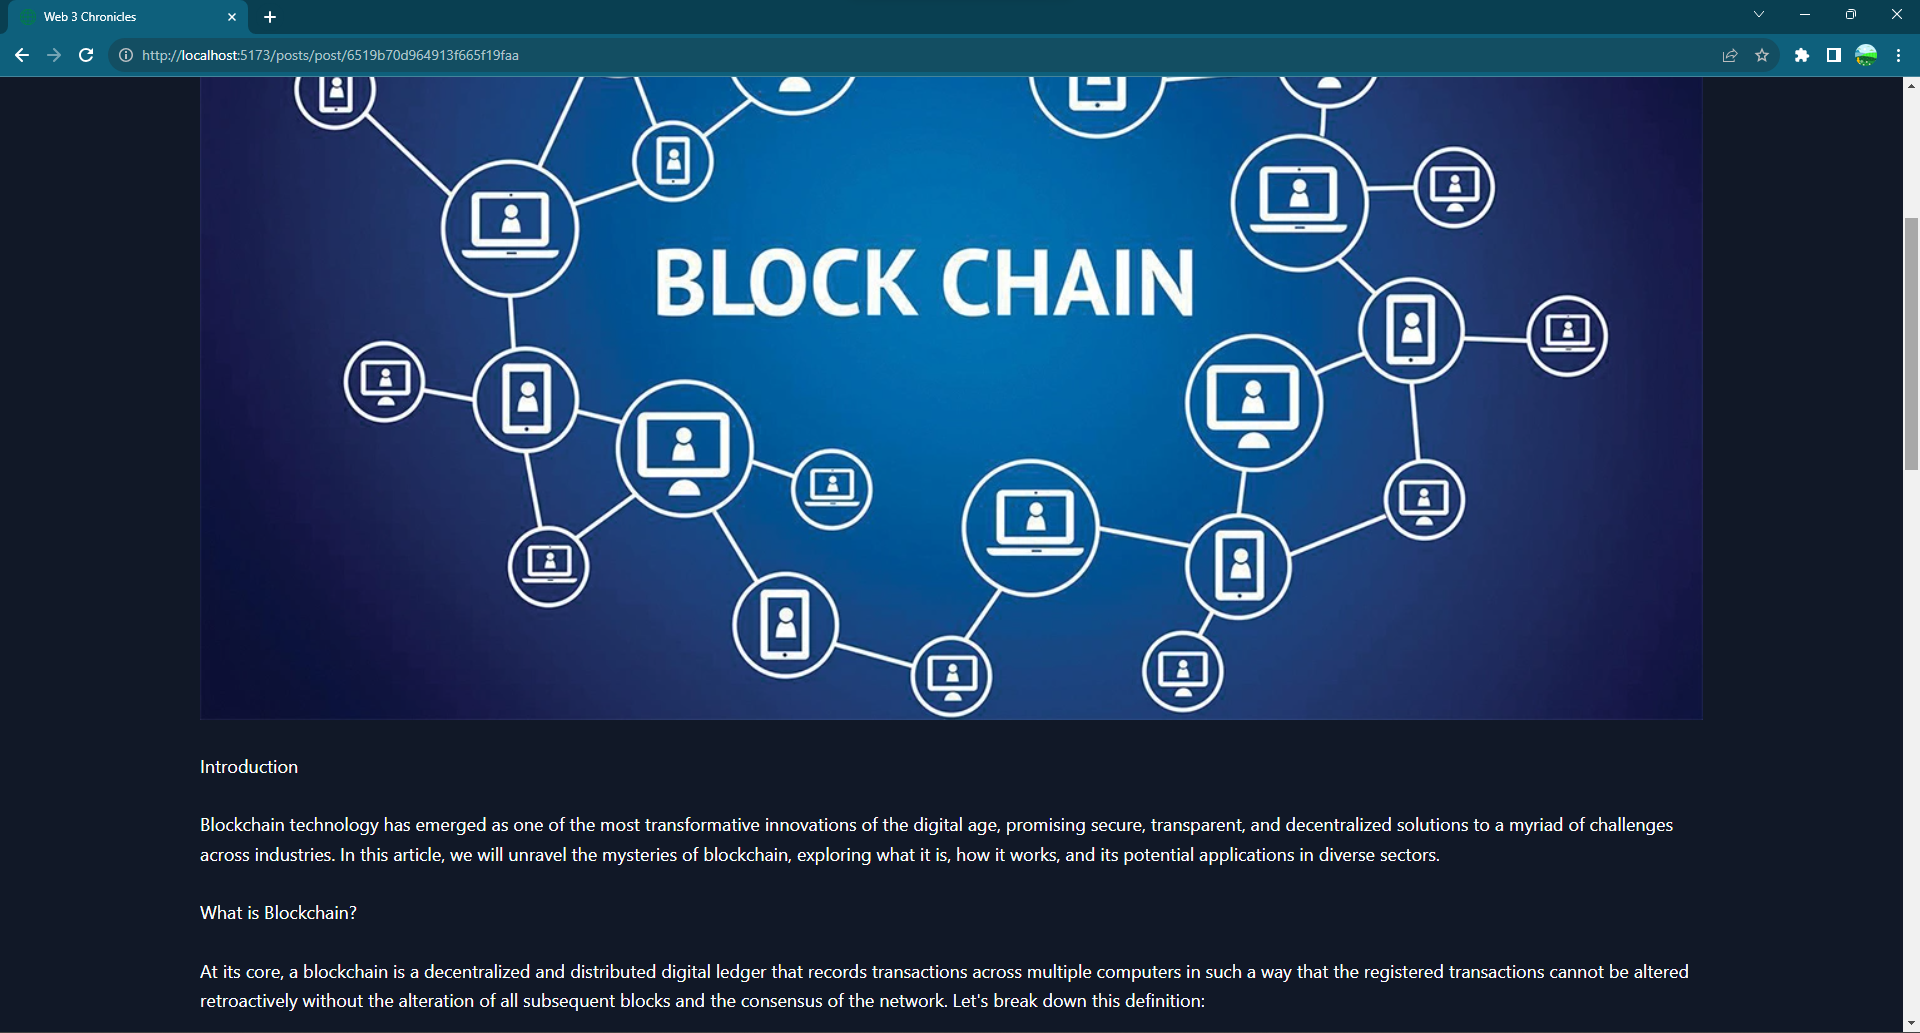 Web 3 Chronicles
http://localhost:5173/posts/post/6519b70d964913f665f19faa
BLOCK CHAIN
Introduction
Blockchain technology has emerged as one of the most transformative innovations of the digital age, promising secure, transparent, and decentralized solutions to a myriad of challenges
across industries. In this article, we will unravel the mysteries of blockchain, exploring what it is, how it works, and its potential applications in diverse sectors.
What is Blockchain?
At its core, a blockchain is a decentralized and distributed digital ledger that records transactions across multiple computers in such a way that the registered transactions cannot be altered
retroactively without the alteration of all subsequent blocks and the consensus of the network. Let's break down this definition: